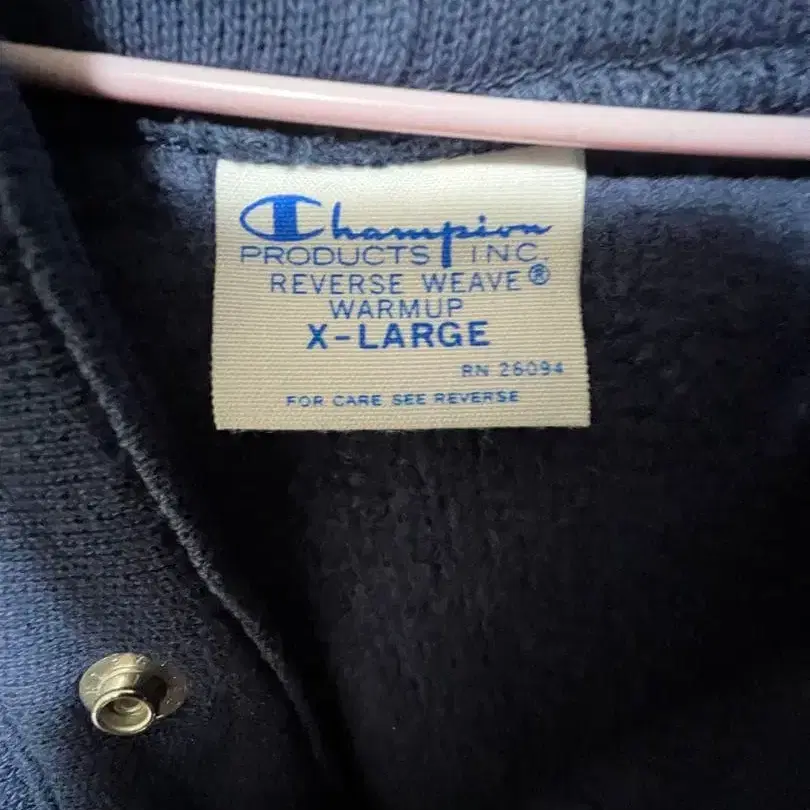 Champion
PRODUCTS INC.
REVERSE WEAVE®
WARMUP
X-LARGE
RN 26094
FOR CARE SEE REVERSE